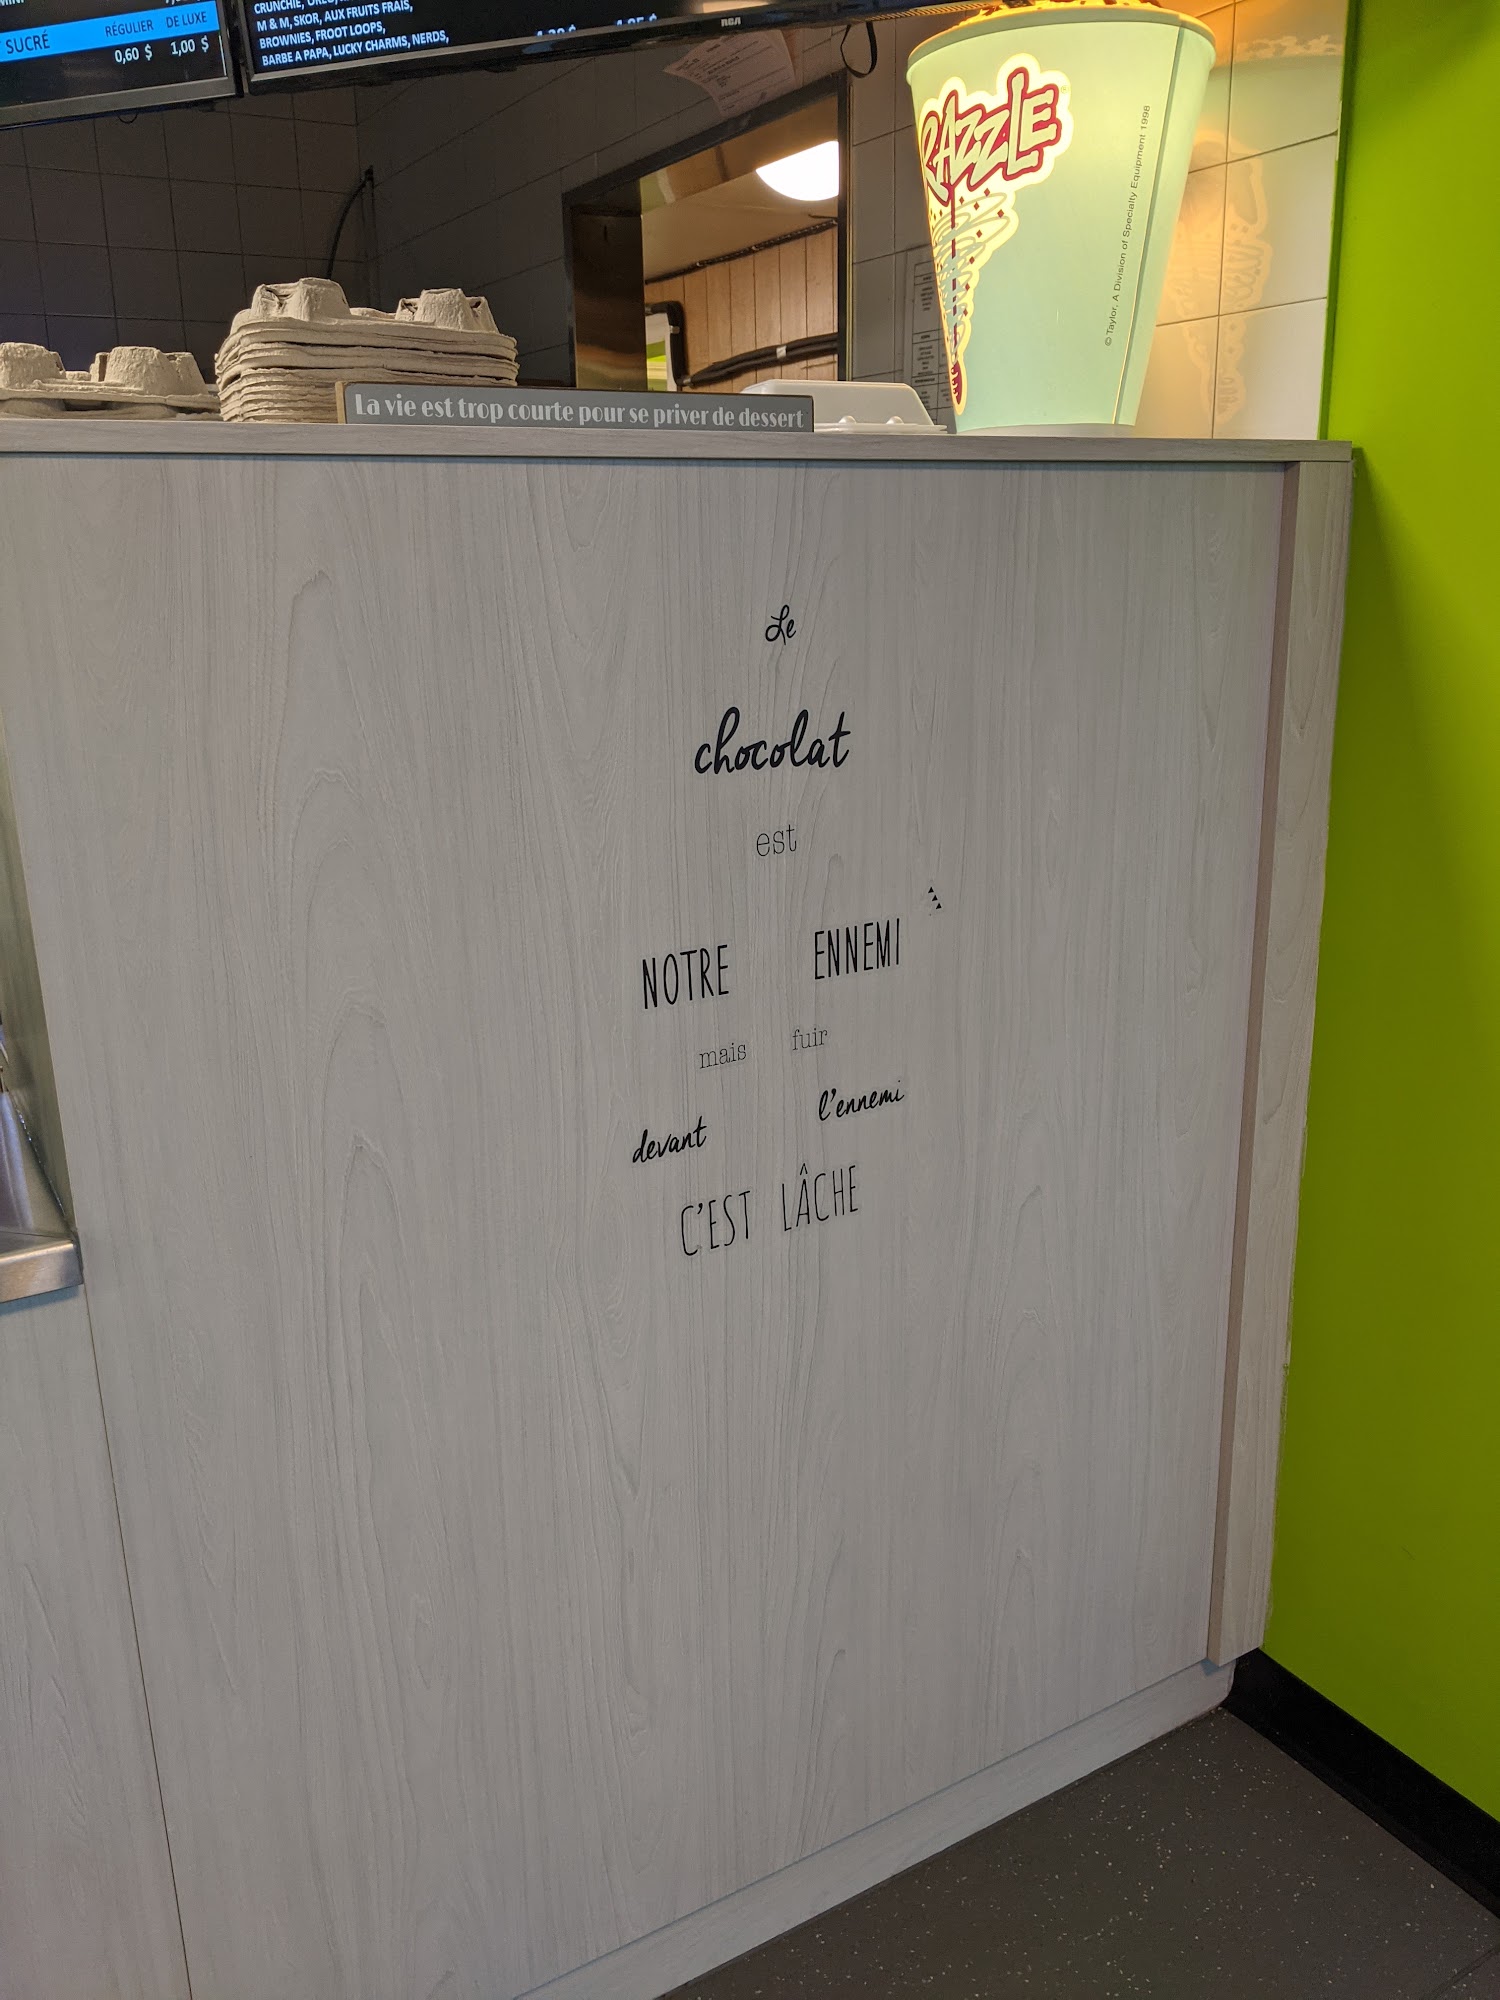 RÉGULIER DE LUXE
SUCRÉ
0,60 $ 1,00 $
M & M, SKOR, AUX FRUITS FRAIS,
BROWNIES, FROOT LOOPS,
BARBE A PAPA, LUCKY CHARMS, NERDS,
RCA
RAZZLE
© Taylor, A Division of Specialty Equipment 1998
La vie est trop courte pour se priver de dessert
Le
chocolat
est
NOTRE ENNEMI
mais fuir
devant l'ennemi
C'EST LÂCHE